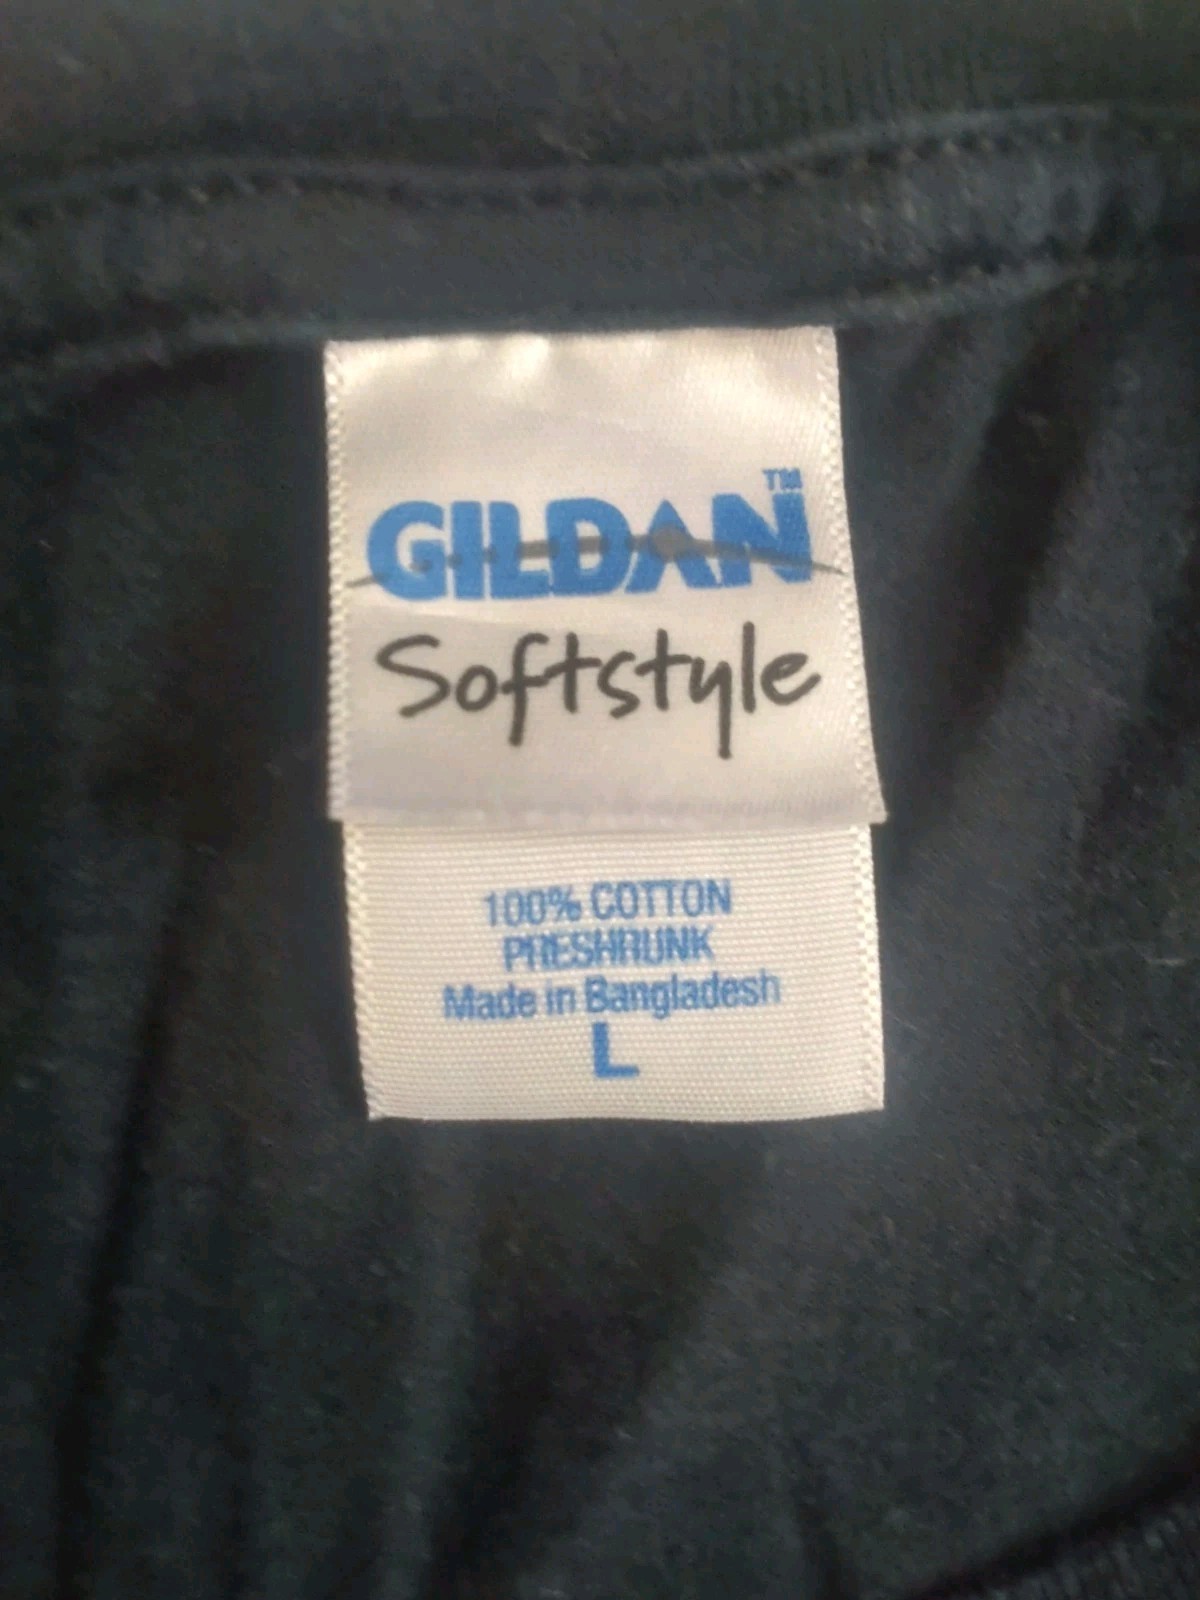 GILDAN™
Softstyle
100% COTTON
PRESHRUNK
Made in Bangladesh
L